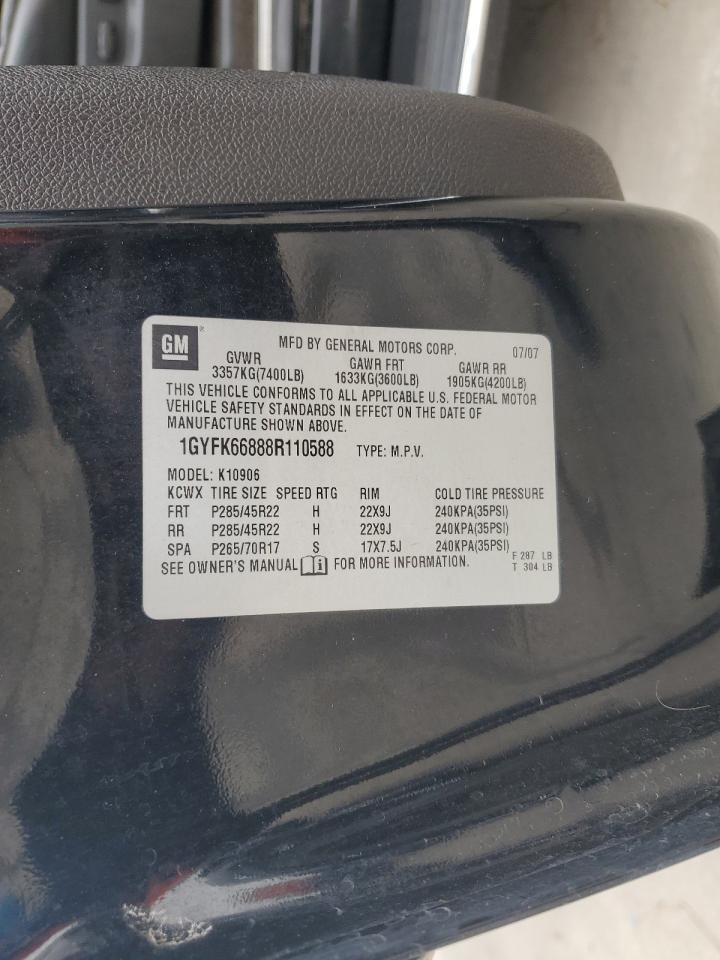 GM ® MFD BY GENERAL MOTORS CORP. 07/07
GVWR GAWR FRT GAWR RR
3357KG(7400LB) 1633KG(3600LB) 1905KG(4200LB)
THIS VEHICLE CONFORMS TO ALL APPLICABLE U.S. FEDERAL MOTOR
VEHICLE SAFETY STANDARDS IN EFFECT ON THE DATE OF
MANUFACTURE SHOWN ABOVE.
1GYFK66888R110588 TYPE: M.P.V.
MODEL: K10906
KCWX TIRE SIZE SPEED RTG RIM COLD TIRE PRESSURE
FRT P285/45R22 H 22X9J 240KPA(35PSI)
RR P285/45R22 H 22X9J 240KPA(35PSI)
SPA P265/70R17 S 17X7.5J 240KPA(35PSI)
SEE OWNER'S MANUAL i FOR MORE INFORMATION.
F 287 LB
T 304 LB